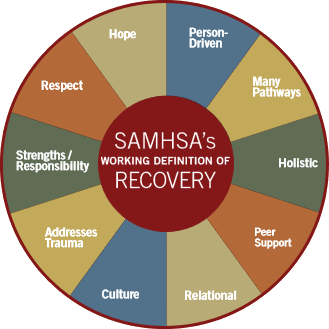 Hope
Person-
Driven
Many
Pathways
Holistic
Peer
Support
Relational
Culture
Addresses
Trauma
Strengths /
Responsibility
Respect
SAMHSA's
WORKING DEFINITION OF
RECOVERY